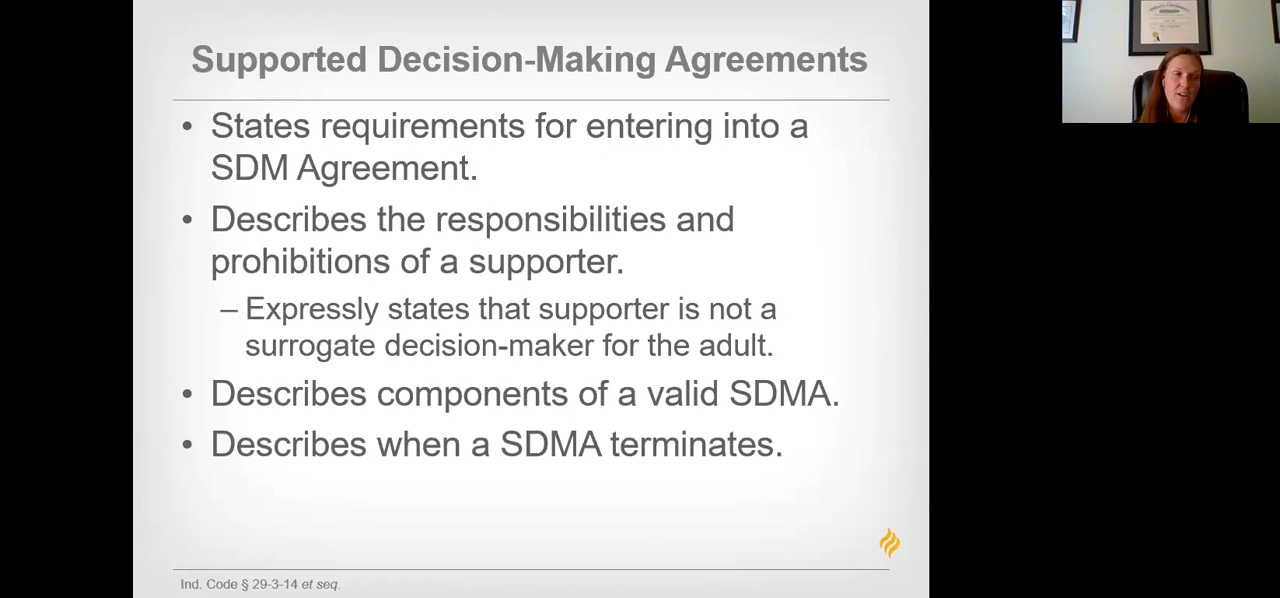 Supported Decision-Making Agreements
• States requirements for entering into a
SDM Agreement.
• Describes the responsibilities and
prohibitions of a supporter.
– Expressly states that supporter is not a
surrogate decision-maker for the adult.
• Describes components of a valid SDMA.
• Describes when a SDMA terminates.
Ind. Code § 29-3-14 et seq.